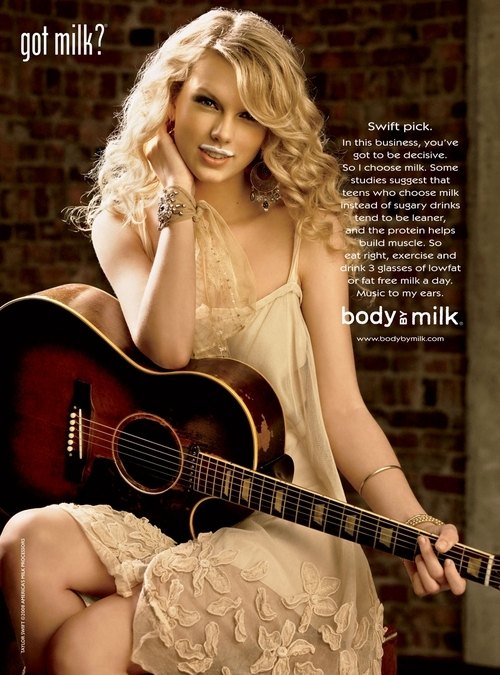 got milk?
Swift pick.
In this business, you've
got to be decisive.
So I choose milk. Some
studies suggest that
teens who choose milk
instead of sugary drinks
tend to be leaner,
and the protein helps
build muscle. So
eat right, exercise and
drink 3 glasses of lowfat
or fat free milk a day.
Music to my ears.
body BY milk®
www.bodybymilk.com
TAYLOR SWIFT ©2008 AMERICA'S MILK PROCESSORS